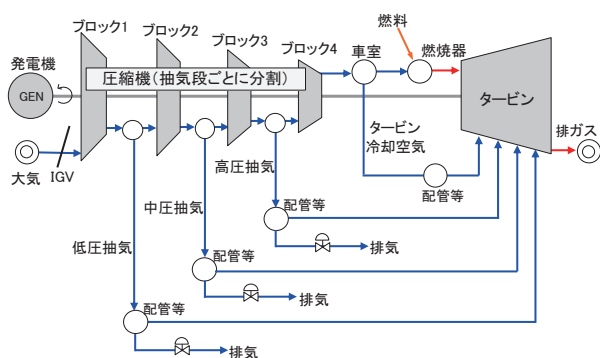 ブロック1
ブロック2
ブロック3
ブロック4
車室
燃料
燃焼器
発電機
GEN
圧縮機（抽気段ごとに分割）
タービン
排ガス
大気
IGV
タービン
冷却空気
配管等
高圧抽気
中圧抽気
低圧抽気
配管等
排気
配管等
排気
配管等
排気